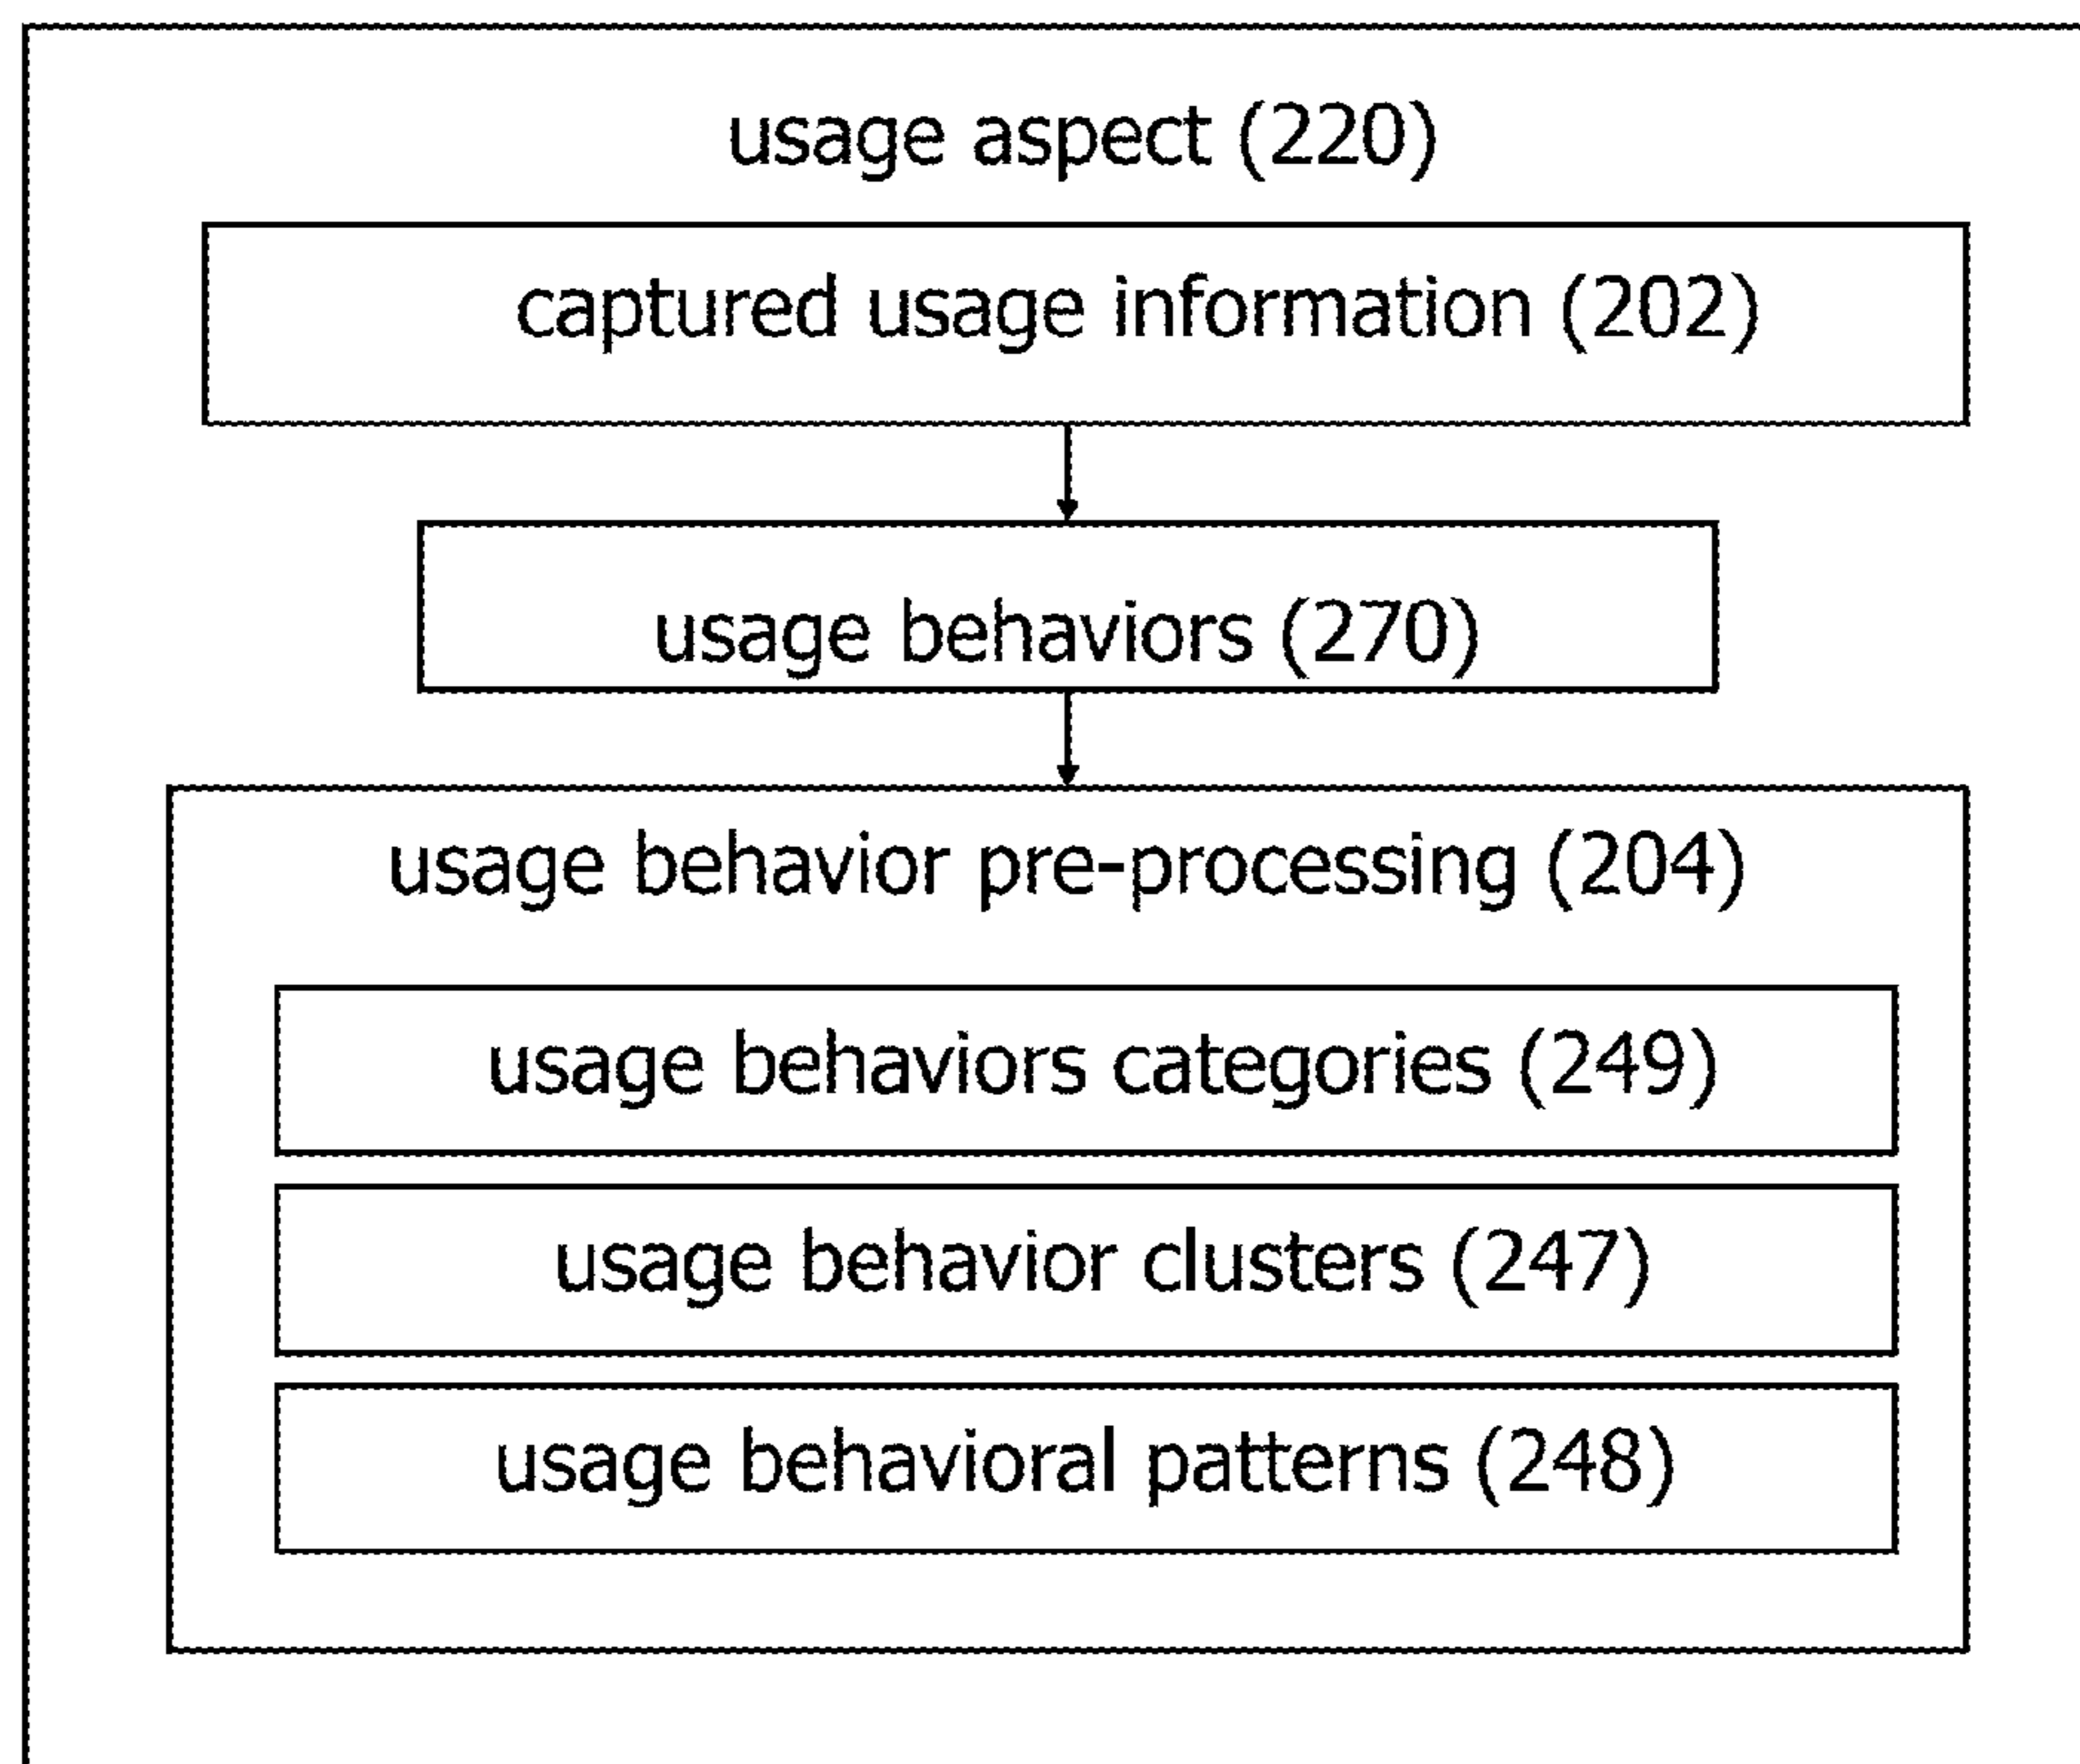 usage aspect (220)
captured usage information (202)
usage behaviors (270)
usage behavior pre-processing (204)
usage behaviors categories (249)
usage behavior clusters (247)
usage behavioral patterns (248)